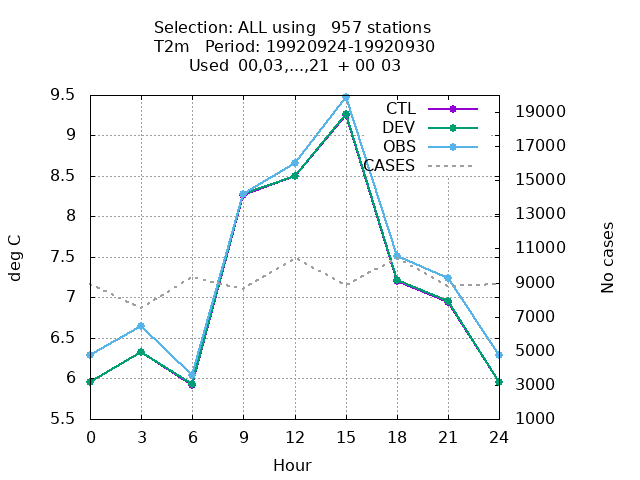 Selection: ALL using   957 stations
T2m   Period: 19920924-19920930
Used  00,03,...,21  + 00 03
9.5
9
8.5
8
7.5
7
6.5
6
5.5
deg C
CTL
DEV
OBS
CASES
19000
17000
15000
13000
11000
9000
7000
5000
3000
1000
No cases
0 3 6 9 12 15 18 21 24
Hour